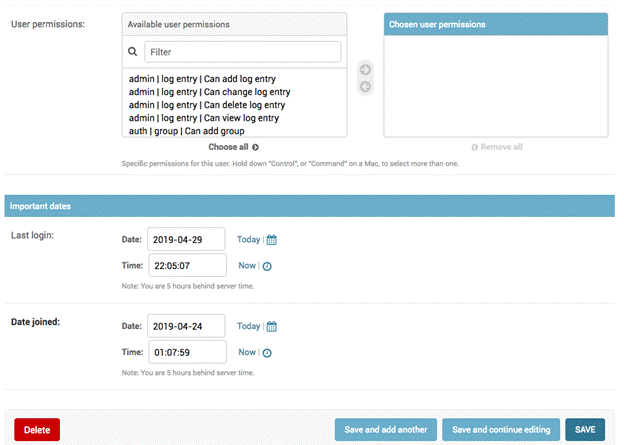 User permissions:
Available user permissions
Chosen user permissions
Filter
admin | log entry | Can add log entry
admin | log entry | Can change log entry
admin | log entry | Can delete log entry
admin | log entry | Can view log entry
auth | group | Can add group
Choose all
Remove all
Specific permissions for this user. Hold down "Control", or "Command" on a Mac, to select more than one.
Important dates
Last login:
Date: 2019-04-29 Today |
Time: 22:05:07 Now |
Note: You are 5 hours behind server time.
Date joined:
Date: 2019-04-24 Today |
Time: 01:07:59 Now |
Note: You are 5 hours behind server time.
Delete
Save and add another
Save and continue editing
SAVE